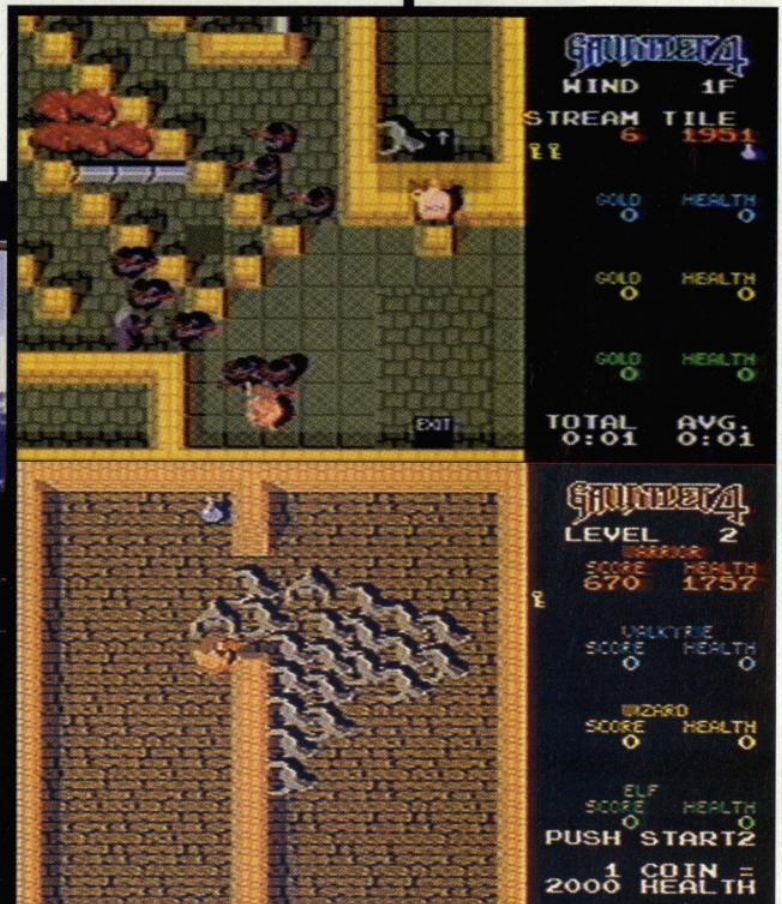 GAUNTLET 4
WIND 1F
STREAM TILE
6 1951
↑
GOLD HEALTH
0 0
GOLD HEALTH
0 0
GOLD HEALTH
0 0
EXIT
TOTAL AVG.
0:01 0:01
GAUNTLET 4
LEVEL 2
WARRIOR
SCORE HEALTH
670 1757
VALKYRIE
SCORE HEALTH
0 0
WIZARD
SCORE HEALTH
0 0
ELF
SCORE HEALTH
0 0
PUSH START2
1 COIN =
2000 HEALTH